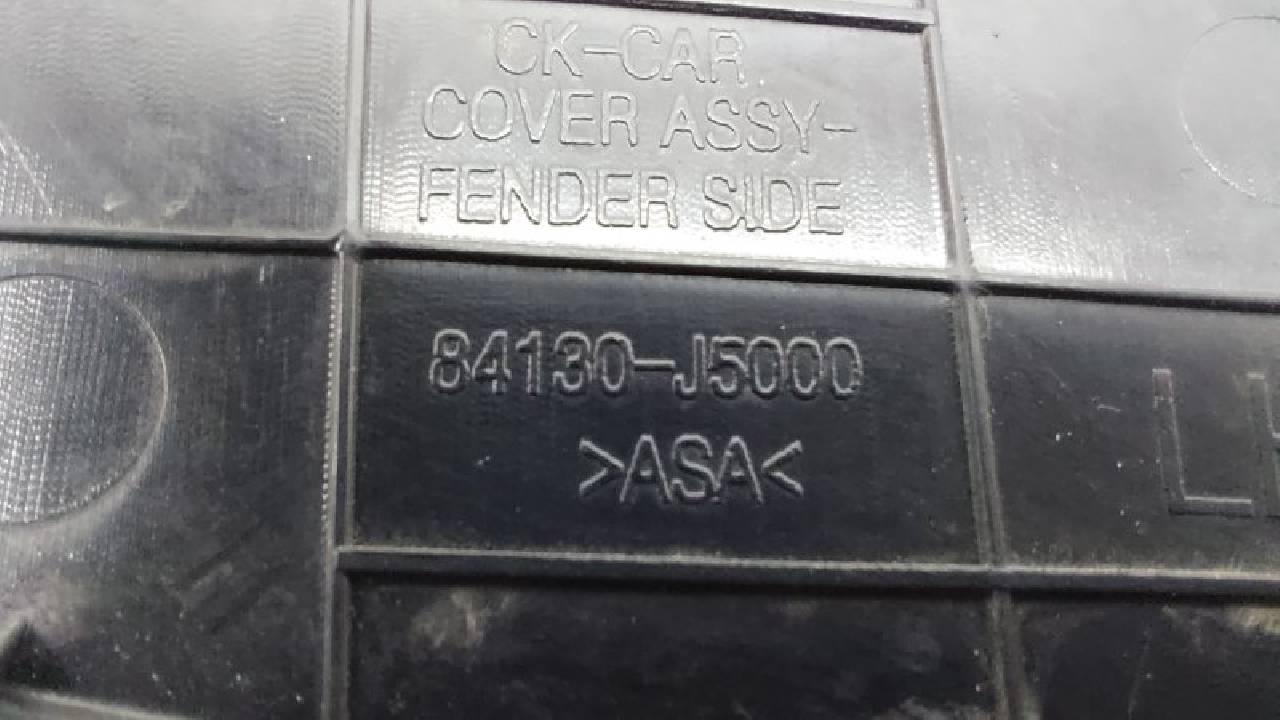 CK-CAR
COVER ASSY-
FENDER SIDE
84130-J5000
>ASA<